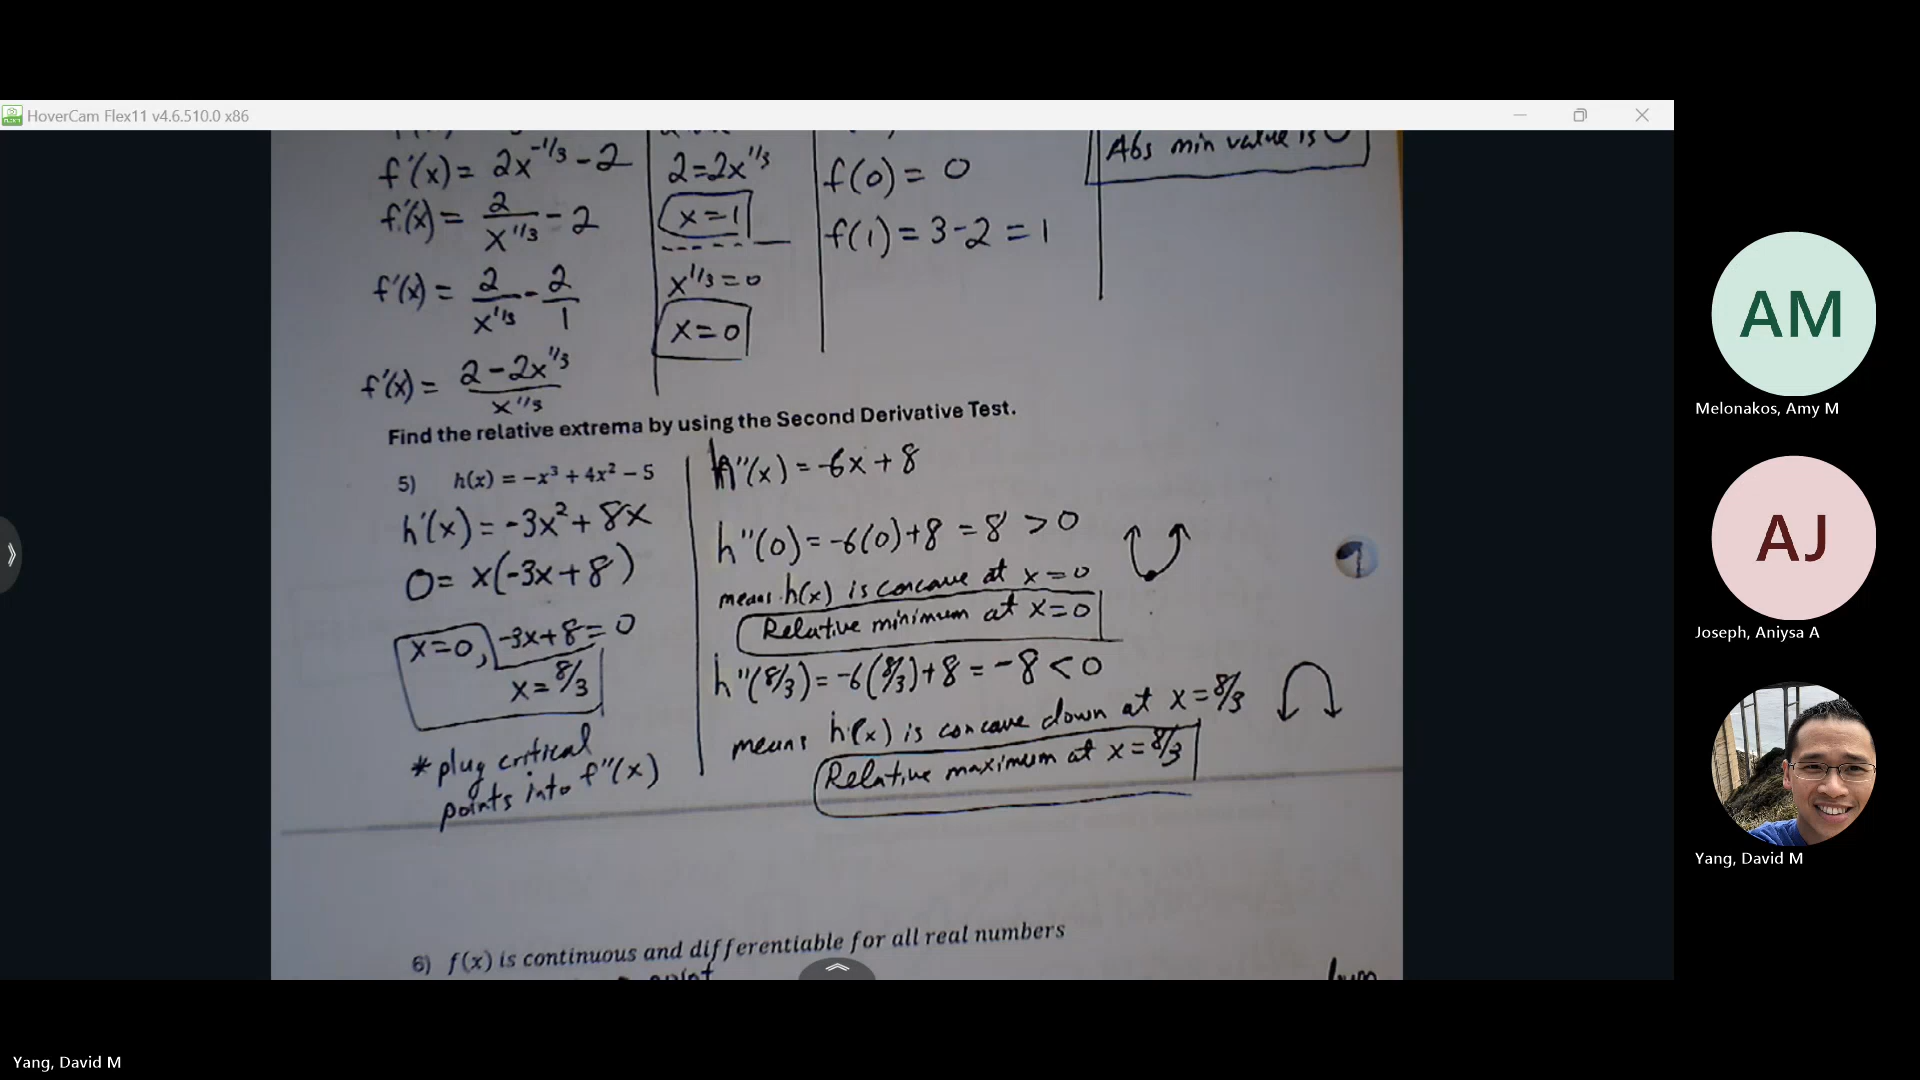 HoverCam Flex11 v4.6.510.0 x86
f'(x) = 2x^-1/3 - 2
f'(x) = 2/x^1/3 - 2
f'(x) = 2/x^1/3 - 2/1
f'(x) = (2 - 2x^1/3)/x^1/3
2=2x^1/3
x=1
x^1/3=0
x=0
f(0) = 0
f(1) = 3-2 = 1
Abs min value is 0
Find the relative extrema by using the Second Derivative Test.
5) h(x) = −x³ + 4x² − 5
h'(x) = -3x² + 8x
0= x(-3x+8)
x=0, -3x+8=0
x=8/3
* plug critical
points into f"(x)
h"(x) = -6x + 8
h"(0) = -6(0)+8 = 8 > 0
means h(x) is concave at x=0
Relative minimum at x=0
h"(8/3) = -6(8/3)+8 = -8 < 0
means h(x) is concave down at x=8/3
Relative maximum at x=8/3
6) f(x) is continuous and differentiable for all real numbers
point
AM
Melonakos, Amy M
AJ
Joseph, Aniysa A
Yang, David M
Yang, David M